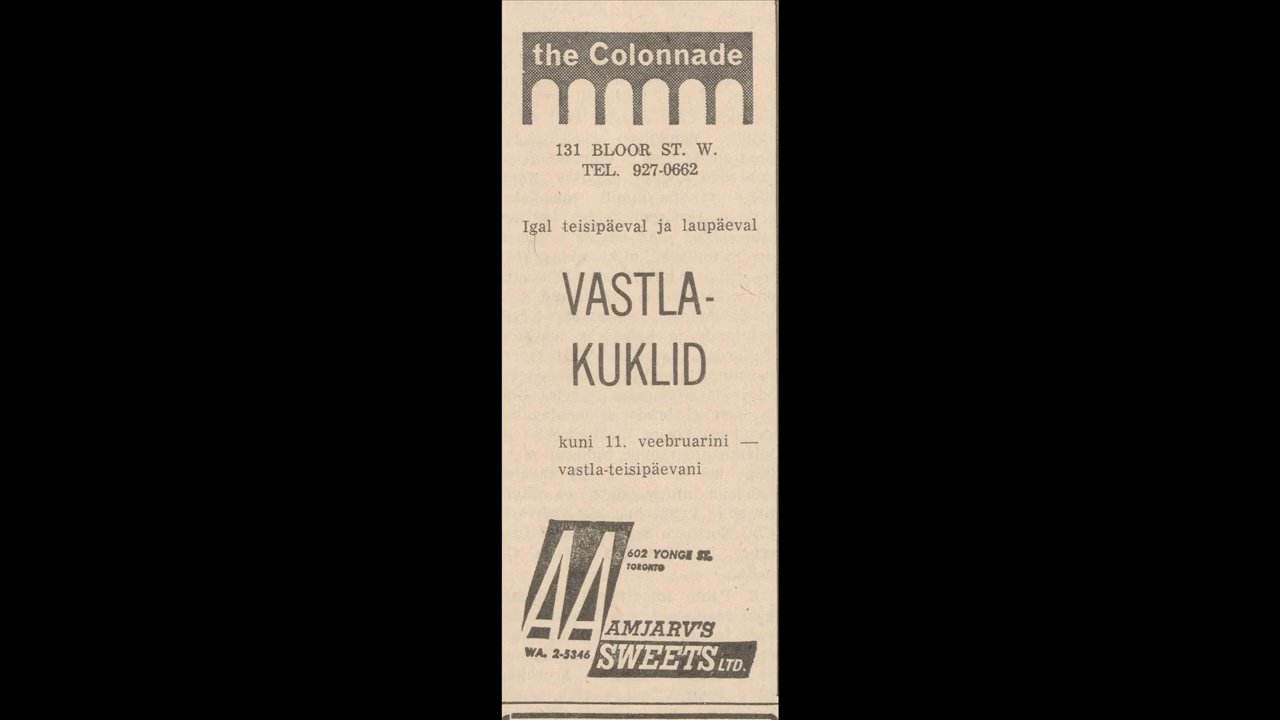 the Colonnade
131 BLOOR ST. W.
TEL. 927-0662
Igal teisipäeval ja laupäeval
VASTLA-
KUKLID
kuni 11. veebruarini —
vastla-teisipäevani
AA
602 YONGE ST.
TORONTO
AMJARV'S
WA. 2-5346 SWEETS LTD.